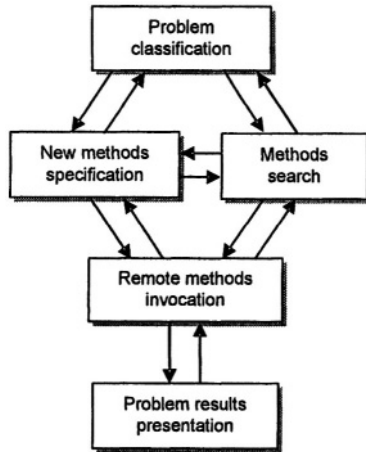 Problem
classification
New methods
specification
Methods
search
Remote methods
invocation
Problem results
presentation